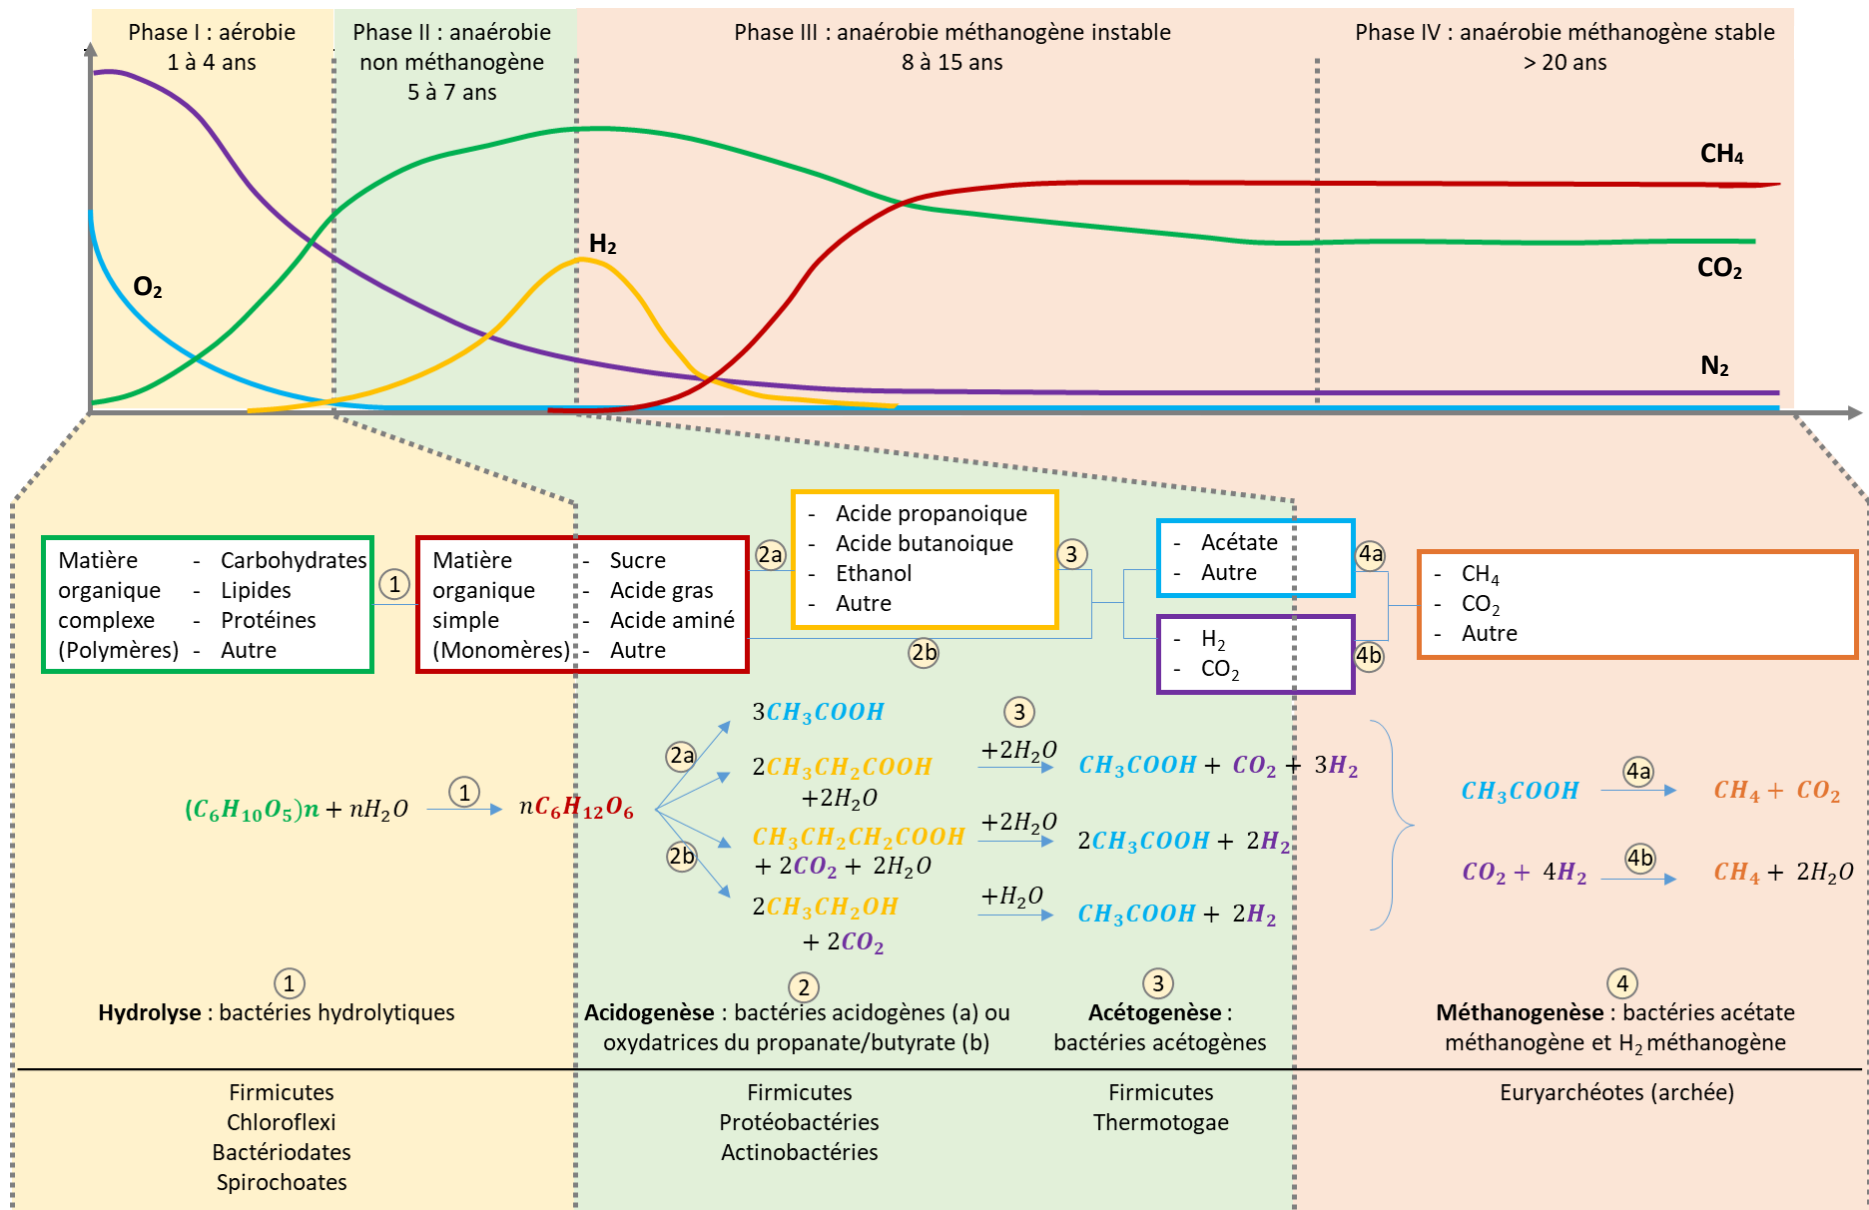 Phase I : aérobie
1 à 4 ans
Phase II : anaérobie
non méthanogène
5 à 7 ans
Phase III : anaérobie méthanogène instable
8 à 15 ans
Phase IV : anaérobie méthanogène stable
> 20 ans
CH₄
H₂
O₂
CO₂
N₂
Matière organique complexe (Polymères)
- Carbohydrates
- Lipides
- Protéines
- Autre
1
Matière organique simple (Monomères)
- Sucre
- Acide gras
- Acide aminé
- Autre
2a
2b
- Acide propanoique
- Acide butanoique
- Ethanol
- Autre
3
- Acétate
- Autre
- H₂
- CO₂
4a
4b
- CH₄
- CO₂
- Autre
(C₆H₁₀O₅)n + nH₂O
1
nC₆H₁₂O₆
2a
2b
3CH₃COOH
2CH₃CH₂COOH
+2H₂O
CH₃CH₂CH₂COOH
+ 2CO₂ + 2H₂O
2CH₃CH₂OH
+ 2CO₂
3
+2H₂O
CH₃COOH + CO₂ + 3H₂
+2H₂O
2CH₃COOH + 2H₂
+H₂O
CH₃COOH + 2H₂
CH₃COOH
4a
CH₄ + CO₂
CO₂ + 4H₂
4b
CH₄ + 2H₂O
1
Hydrolyse : bactéries hydrolytiques
2
Acidogenèse : bactéries acidogènes (a) ou
oxydatrices du propanate/butyrate (b)
3
Acétogenèse :
bactéries acétogènes
4
Méthanogenèse : bactéries acétate
méthanogène et H₂ méthanogène
Firmicutes
Chloroflexi
Bactériodates
Spirochoates
Firmicutes
Protéobactéries
Actinobactéries
Firmicutes
Thermotogae
Euryarchéotes (archée)